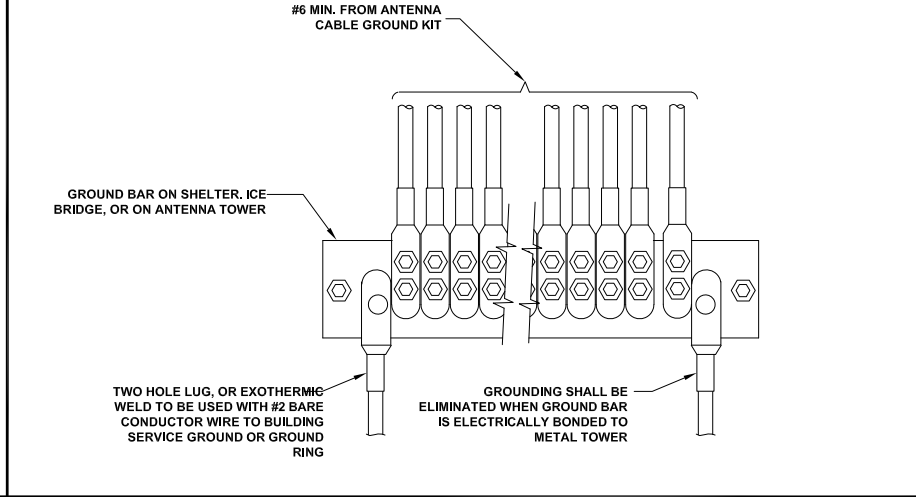 #6 MIN. FROM ANTENNA
CABLE GROUND KIT
GROUND BAR ON SHELTER. ICE
BRIDGE, OR ON ANTENNA TOWER
TWO HOLE LUG, OR EXOTHERMIC
WELD TO BE USED WITH #2 BARE
CONDUCTOR WIRE TO BUILDING
SERVICE GROUND OR GROUND
RING
GROUNDING SHALL BE
ELIMINATED WHEN GROUND BAR
IS ELECTRICALLY BONDED TO
METAL TOWER